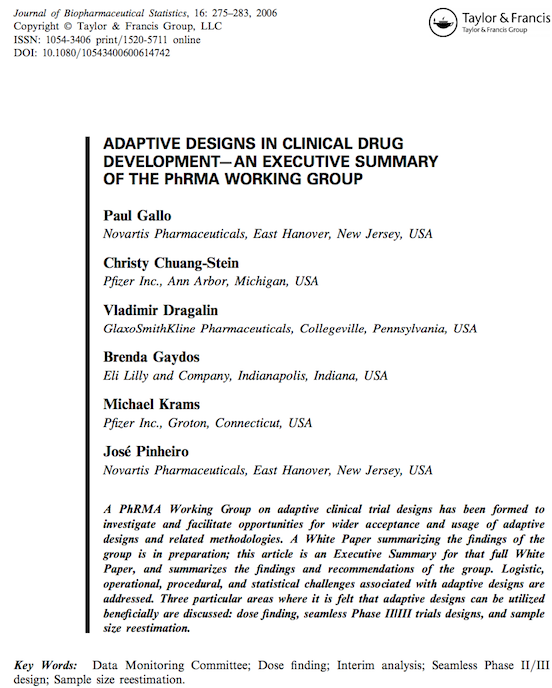 Journal of Biopharmaceutical Statistics, 16: 275–283, 2006
Copyright © Taylor & Francis Group, LLC
ISSN: 1054-3406 print/1520-5711 online
DOI: 10.1080/10543400600614742
Taylor & Francis
Taylor & Francis Group
ADAPTIVE DESIGNS IN CLINICAL DRUG
DEVELOPMENT—AN EXECUTIVE SUMMARY
OF THE PhRMA WORKING GROUP
Paul Gallo
Novartis Pharmaceuticals, East Hanover, New Jersey, USA
Christy Chuang-Stein
Pfizer Inc., Ann Arbor, Michigan, USA
Vladimir Dragalin
GlaxoSmithKline Pharmaceuticals, Collegeville, Pennsylvania, USA
Brenda Gaydos
Eli Lilly and Company, Indianapolis, Indiana, USA
Michael Krams
Pfizer Inc., Groton, Connecticut, USA
José Pinheiro
Novartis Pharmaceuticals, East Hanover, New Jersey, USA
A PhRMA Working Group on adaptive clinical trial designs has been formed to
investigate and facilitate opportunities for wider acceptance and usage of adaptive
designs and related methodologies. A White Paper summarizing the findings of the
group is in preparation; this article is an Executive Summary for that full White
Paper, and summarizes the findings and recommendations of the group. Logistic,
operational, procedural, and statistical challenges associated with adaptive designs are
addressed. Three particular areas where it is felt that adaptive designs can be utilized
beneficially are discussed: dose finding, seamless Phase II/III trials designs, and sample
size reestimation.
Key Words: Data Monitoring Committee; Dose finding; Interim analysis; Seamless Phase II/III
design; Sample size reestimation.